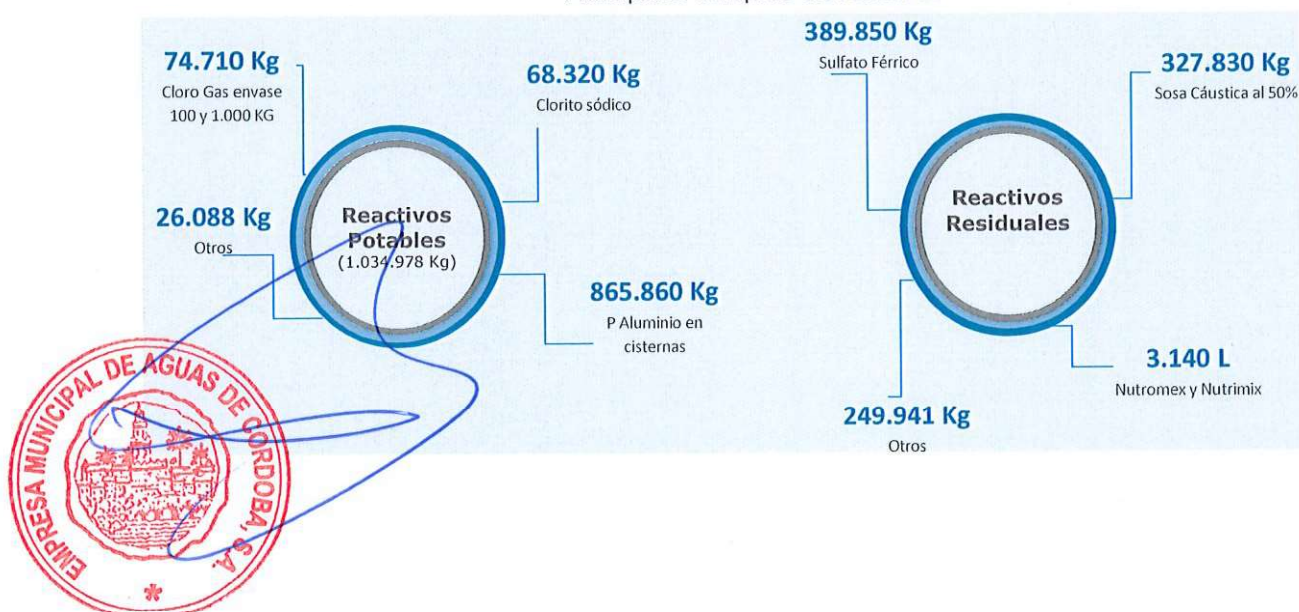 74.710 Kg
Cloro Gas envase
100 y 1.000 KG
68.320 Kg
Clorito sódico
26.088 Kg
Otros
Reactivos
Potables
(1.034.978 Kg)
865.860 Kg
P Aluminio en
cisternas
389.850 Kg
Sulfato Férrico
327.830 Kg
Sosa Cáustica al 50%
Reactivos
Residuales
3.140 L
Nutromex y Nutrimix
249.941 Kg
Otros
EMPRESA MUNICIPAL DE AGUAS DE CORDOBA, S.A.